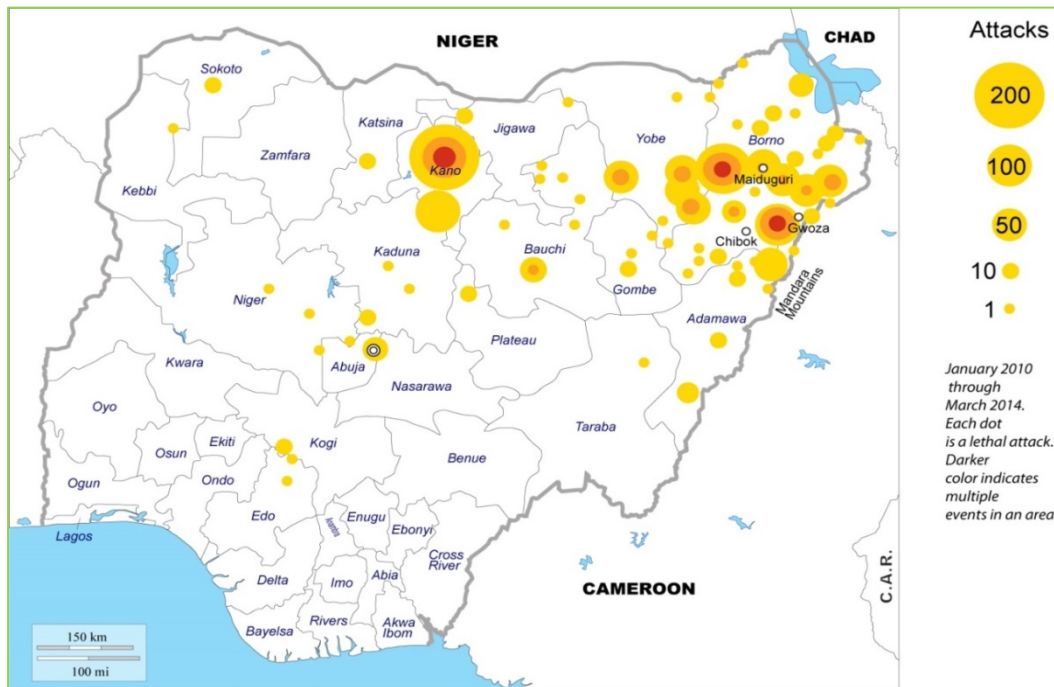 NIGER
CHAD
Sokoto
Katsina
Jigawa
Yobe
Borno
Zamfara
Kano
Maiduguri
Kebbi
Gwoza
Chibok
Kaduna
Bauchi
Niger
Gombe
Mandara
Mountains
Adamawa
Plateau
Kwara
Abuja
Nasarawa
Oyo
Taraba
Ekiti
Kogi
Osun
Benue
Ogun
Ondo
Edo
Enugu
Ebonyi
Lagos
Cross
River
Delta
Imo
Abia
CAMEROON
C.A.R.
Bayelsa
Rivers
Akwa
Ibom
150 km
100 mi
Attacks
200
100
50
10
1
January 2010
through
March 2014.
Each dot
is a lethal attack.
Darker
color indicates
multiple
events in an area